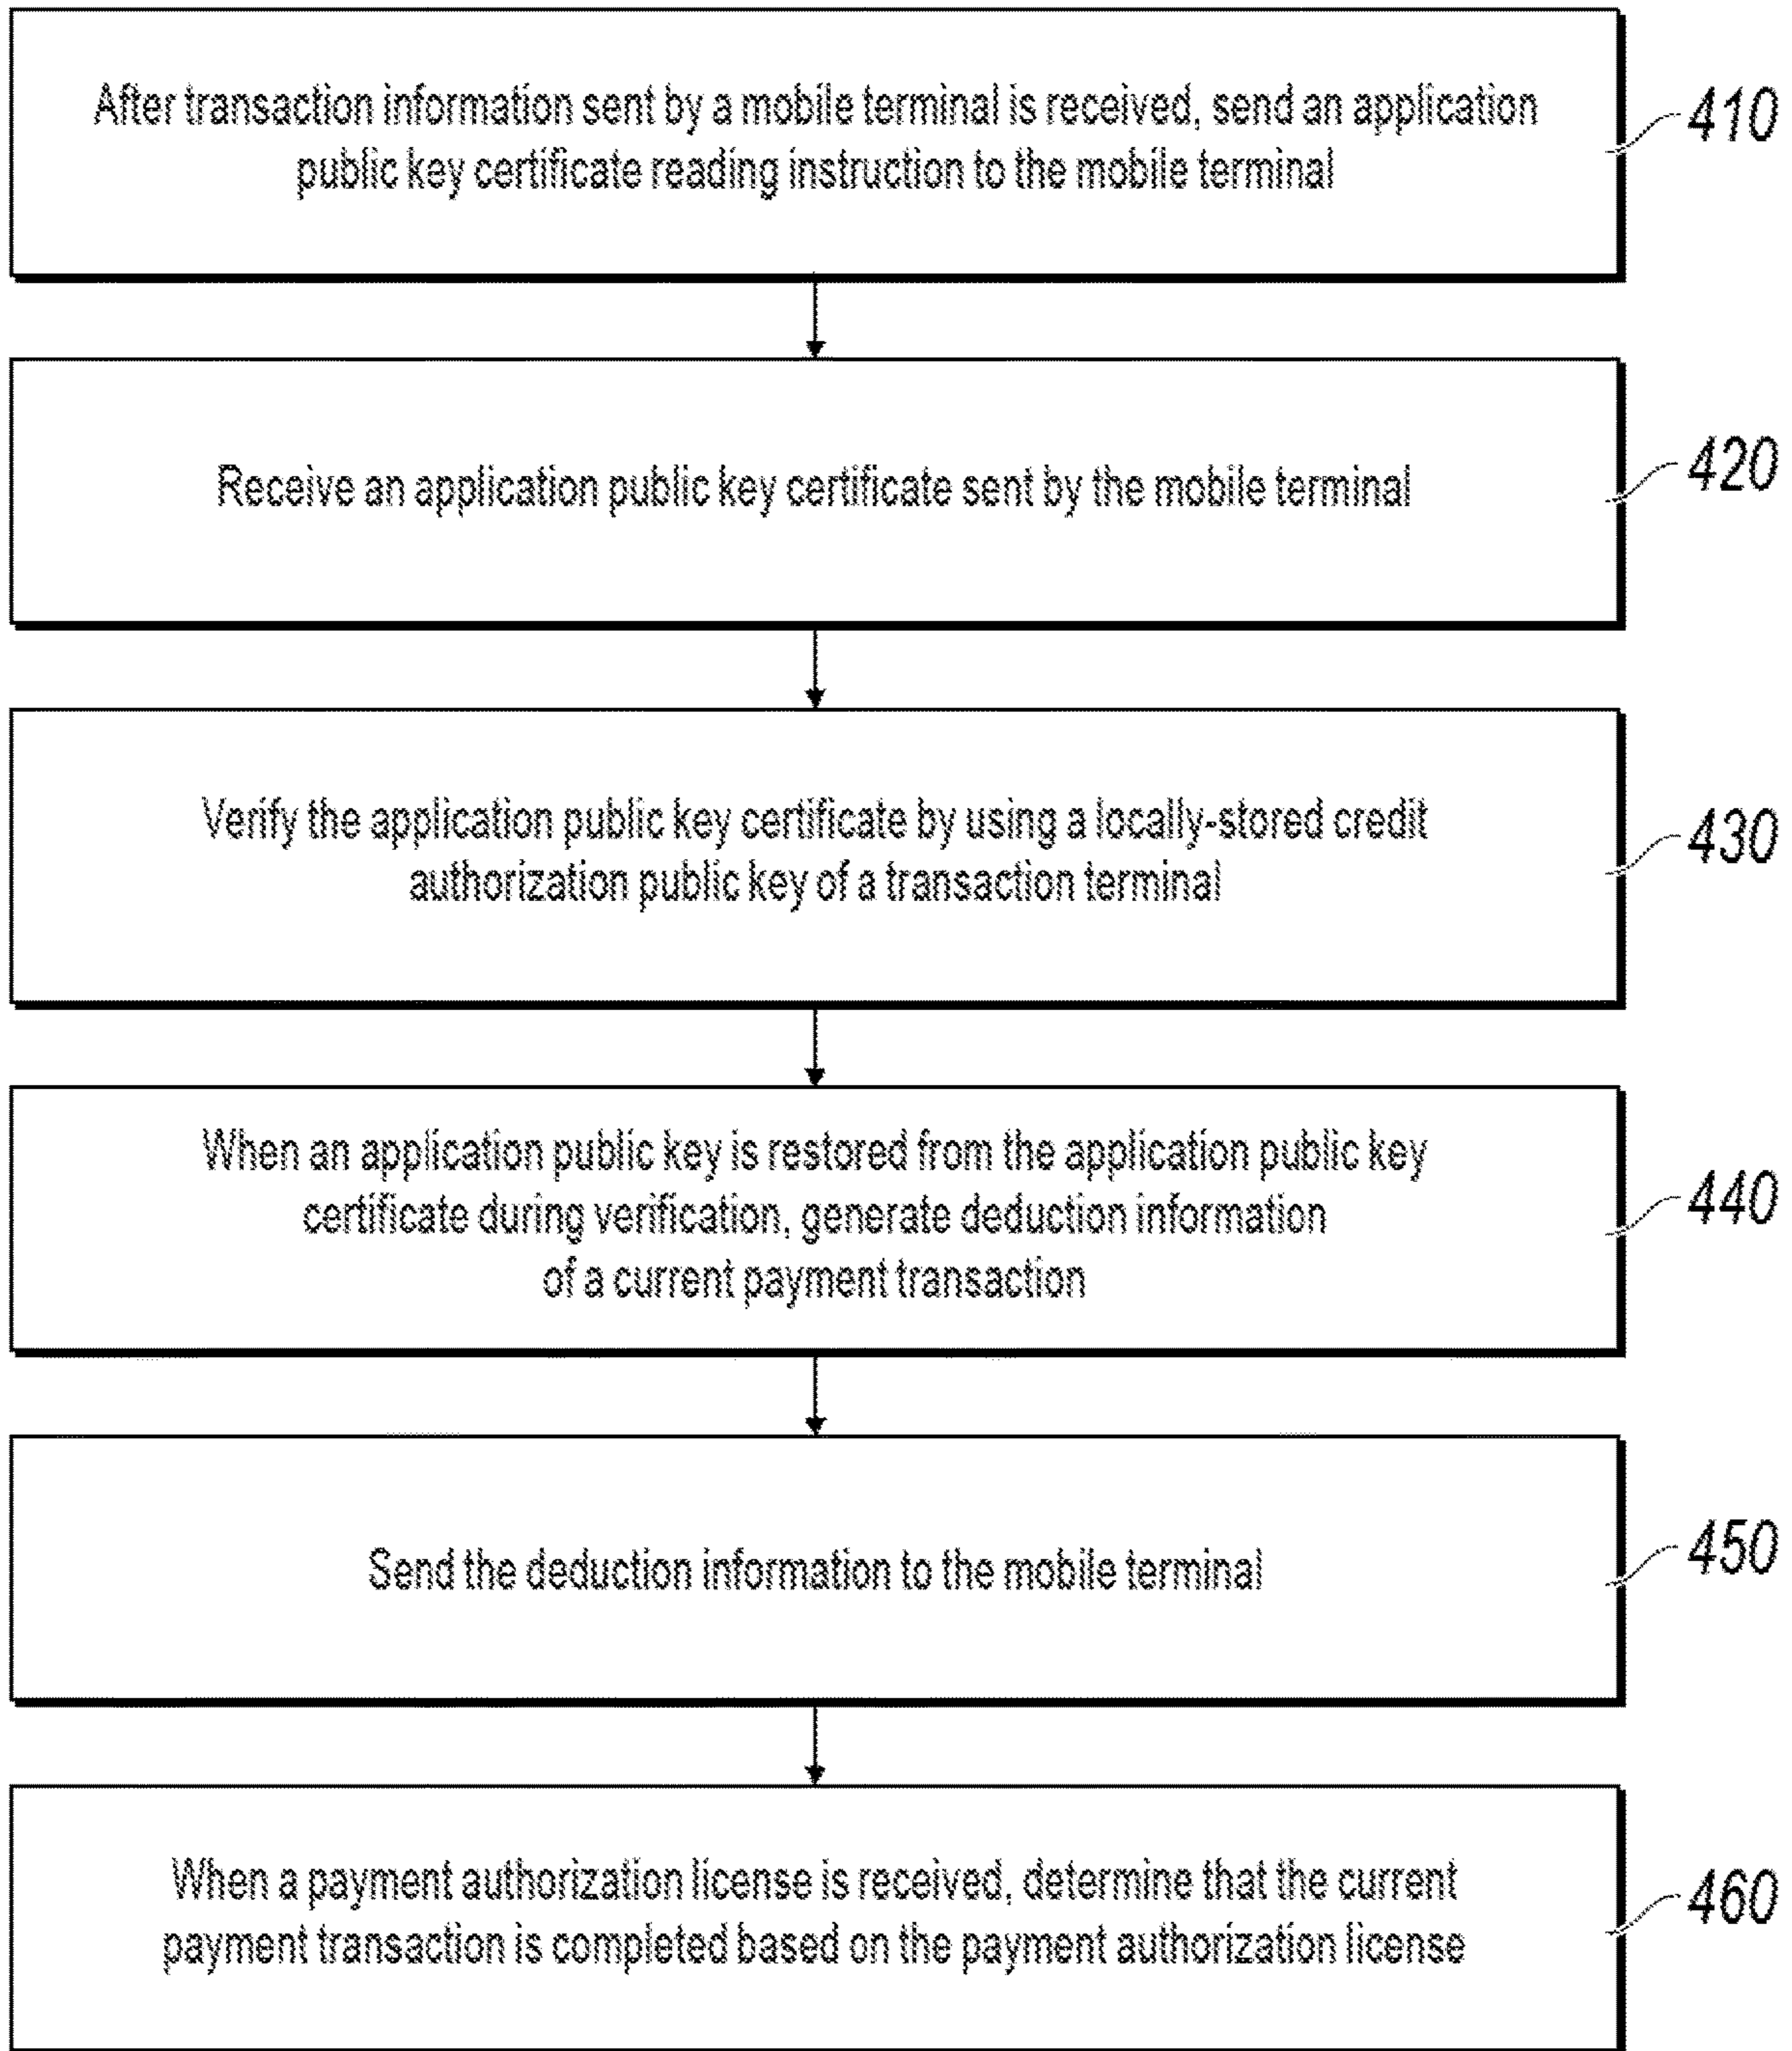 After transaction information sent by a mobile terminal is received, send an application
public key certificate reading instruction to the mobile terminal
410
Receive an application public key certificate sent by the mobile terminal
420
Verify the application public key certificate by using a locally-stored credit
authorization public key of a transaction terminal
430
When an application public key is restored from the application public key
certificate during verification, generate deduction information
of a current payment transaction
440
Send the deduction information to the mobile terminal
450
When a payment authorization license is received, determine that the current
payment transaction is completed based on the payment authorization license
460